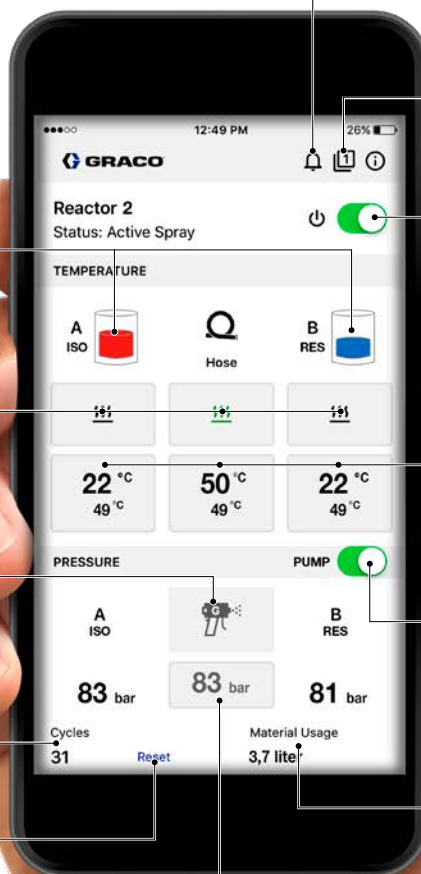 12:49 PM
26%
GRACO
1
Reactor 2
Status: Active Spray
TEMPERATURE
A
ISO
Hose
B
RES
22 °C
49 °C
50 °C
49 °C
22 °C
49 °C
PRESSURE
PUMP
A
ISO
G
B
RES
83 bar
83 bar
81 bar
Cycles
Material Usage
31
Reset
3,7 liter